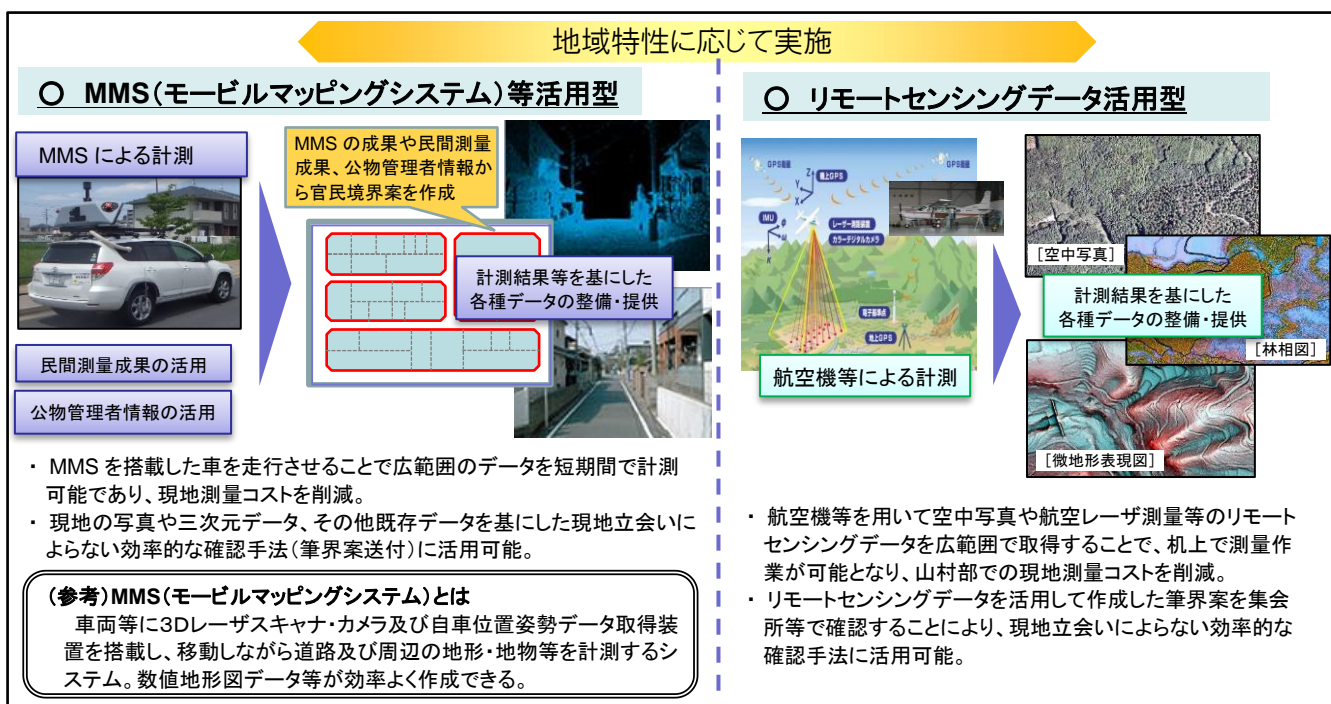 地域特性に応じて実施
○ MMS(モービルマッピングシステム)等活用型
MMS による計測
MMS の成果や民間測量
成果、公物管理者情報か
ら官民境界案を作成
計測結果等を基にした
各種データの整備・提供
民間測量成果の活用
公物管理者情報の活用
・ MMS を搭載した車を走行させることで広範囲のデータを短期間で計測
可能であり、現地測量コストを削減。
・ 現地の写真や三次元データ、その他既存データを基にした現地立会いに
よらない効率的な確認手法(筆界案送付)に活用可能。
(参考)MMS(モービルマッピングシステム)とは
車両等に3Dレーザスキャナ・カメラ及び自車位置姿勢データ取得装
置を搭載し、移動しながら道路及び周辺の地形・地物等を計測するシ
ステム。数値地形図データ等が効率よく作成できる。
○ リモートセンシングデータ活用型
GPS衛星
GPS衛星
Z
Y
X
機上GPS
IMU
レーザー測距装置
カラーデジタルカメラ
電子基準点
地上GPS
航空機等による計測
[空中写真]
計測結果を基にした
各種データの整備・提供
[林相図]
[微地形表現図]
・ 航空機等を用いて空中写真や航空レーザ測量等のリモート
センシングデータを広範囲で取得することで、机上で測量作
業が可能となり、山村部での現地測量コストを削減。
・ リモートセンシングデータを活用して作成した筆界案を集会
所等で確認することにより、現地立会いによらない効率的な
確認手法に活用可能。